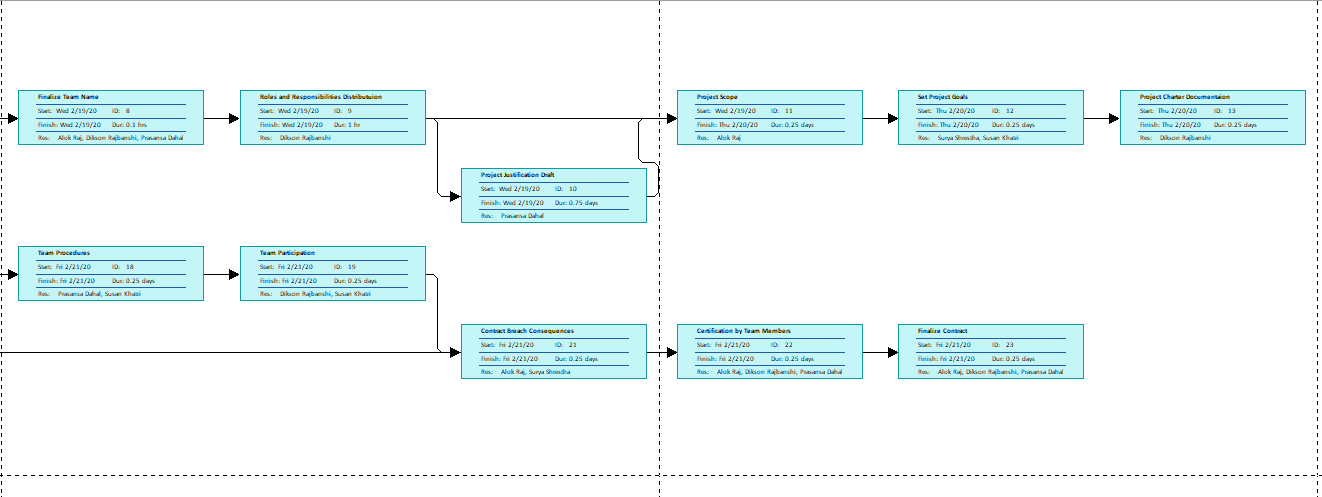 Finalize Team Name
Start: Wed 2/19/20 ID: 8
Finish: Wed 2/19/20 Dur: 0.1 hrs
Res: Alok Raj, Dikson Rajbanshi, Prasansa Dahal
Roles and Responsibilities Distributuion
Start: Wed 2/19/20 ID: 9
Finish: Wed 2/19/20 Dur: 1 hr
Res: Dikson Rajbanshi
Project Scope
Start: Wed 2/19/20 ID: 11
Finish: Thu 2/20/20 Dur: 0.25 days
Res: Alok Raj
Set Project Goals
Start: Thu 2/20/20 ID: 12
Finish: Thu 2/20/20 Dur: 0.25 days
Res: Surya Shrestha, Susan Khatri
Project Charter Documentaion
Start: Thu 2/20/20 ID: 13
Finish: Thu 2/20/20 Dur: 0.25 days
Res: Dikson Rajbanshi
Project Justification Draft
Start: Wed 2/19/20 ID: 10
Finish: Wed 2/19/20 Dur: 0.75 days
Res: Prasansa Dahal
Team Procedures
Start: Fri 2/21/20 ID: 18
Finish: Fri 2/21/20 Dur: 0.25 days
Res: Prasansa Dahal, Susan Khatri
Team Participation
Start: Fri 2/21/20 ID: 19
Finish: Fri 2/21/20 Dur: 0.25 days
Res: Dikson Rajbanshi, Susan Khatri
Contract Breach Consequences
Start: Fri 2/21/20 ID: 21
Finish: Fri 2/21/20 Dur: 0.25 days
Res: Alok Raj, Surya Shrestha
Certification by Team Members
Start: Fri 2/21/20 ID: 22
Finish: Fri 2/21/20 Dur: 0.25 days
Res: Alok Raj, Dikson Rajbanshi, Prasansa Dahal
Finalize Contract
Start: Fri 2/21/20 ID: 23
Finish: Fri 2/21/20 Dur: 0.25 days
Res: Alok Raj, Dikson Rajbanshi, Prasansa Dahal